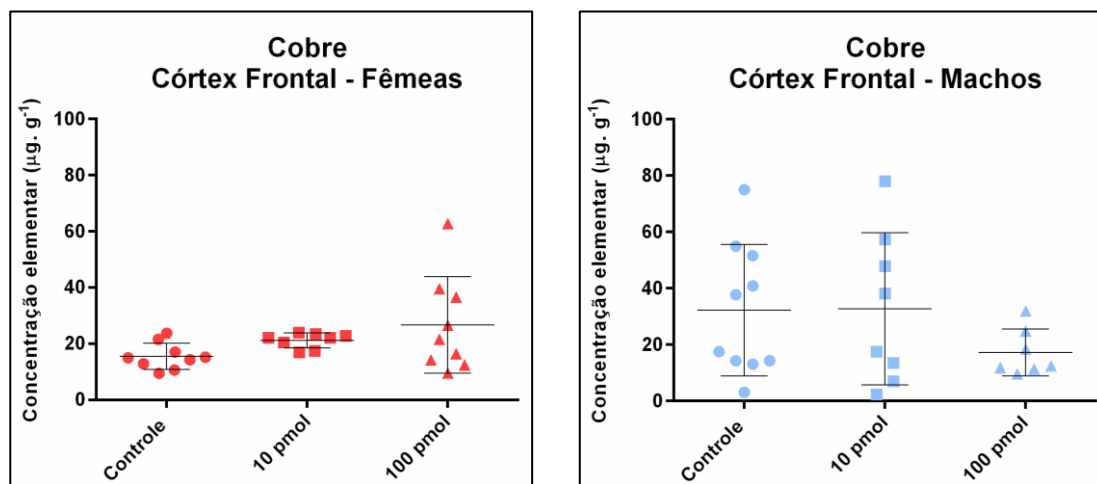 Cobre
Córtex Frontal - Fêmeas
Concentração elementar (µg. g⁻¹)
100
80
60
40
20
0
Controle
10 pmol
100 pmol
Cobre
Córtex Frontal - Machos
Concentração elementar (µg. g⁻¹)
100
80
60
40
20
0
Controle
10 pmol
100 pmol